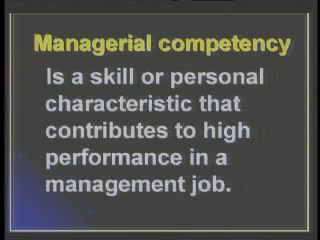 Managerial competency
Is a skill or personal
characteristic that
contributes to high
performance in a
management job.